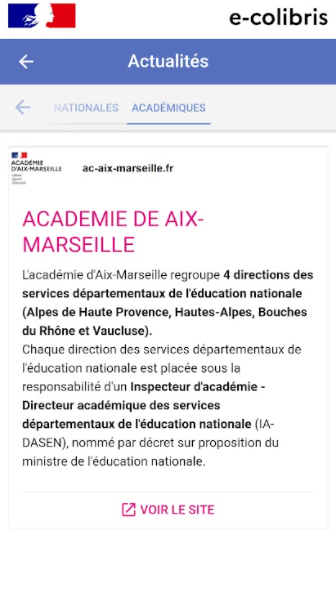 e-colibris
Actualités
NATIONALES
ACADÉMIQUES
ACADÉMIE
D'AIX-MARSEILLE
Liberté
Égalité
Fraternité
ac-aix-marseille.fr
ACADEMIE DE AIX-
MARSEILLE
L'académie d'Aix-Marseille regroupe 4 directions des
services départementaux de l'éducation nationale
(Alpes de Haute Provence, Hautes-Alpes, Bouches
du Rhône et Vaucluse).
Chaque direction des services départementaux de
l'éducation nationale est placée sous la
responsabilité d'un Inspecteur d'académie -
Directeur académique des services
départementaux de l'éducation nationale (IA-
DASEN), nommé par décret sur proposition du
ministre de l'éducation nationale.
VOIR LE SITE